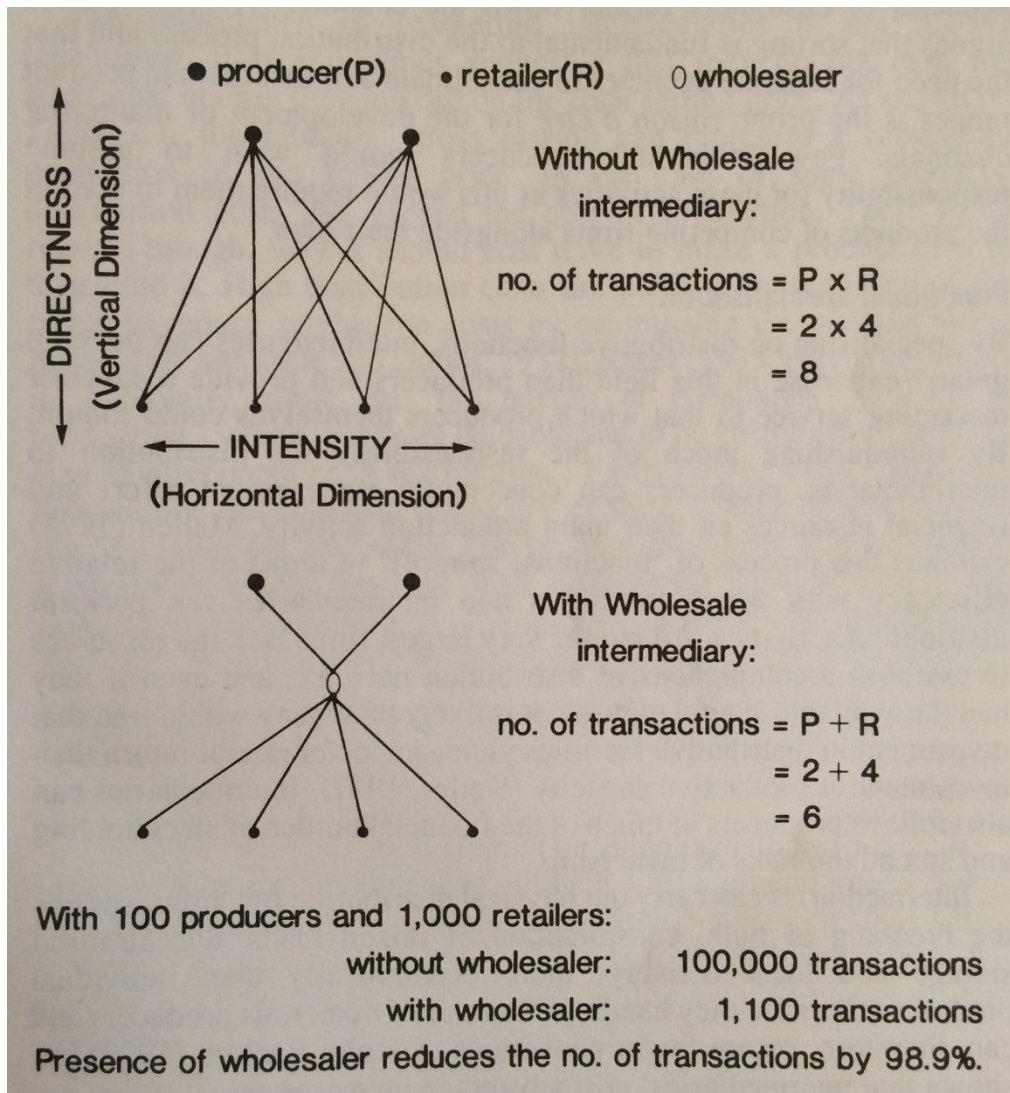 producer(P) retailer(R) wholesaler
DIRECTNESS
(Vertical Dimension)
Without Wholesale
intermediary:
no. of transactions = P x R
= 2 x 4
= 8
INTENSITY
(Horizontal Dimension)
With Wholesale
intermediary:
no. of transactions = P + R
= 2 + 4
= 6
With 100 producers and 1,000 retailers:
without wholesaler: 100,000 transactions
with wholesaler: 1,100 transactions
Presence of wholesaler reduces the no. of transactions by 98.9%.